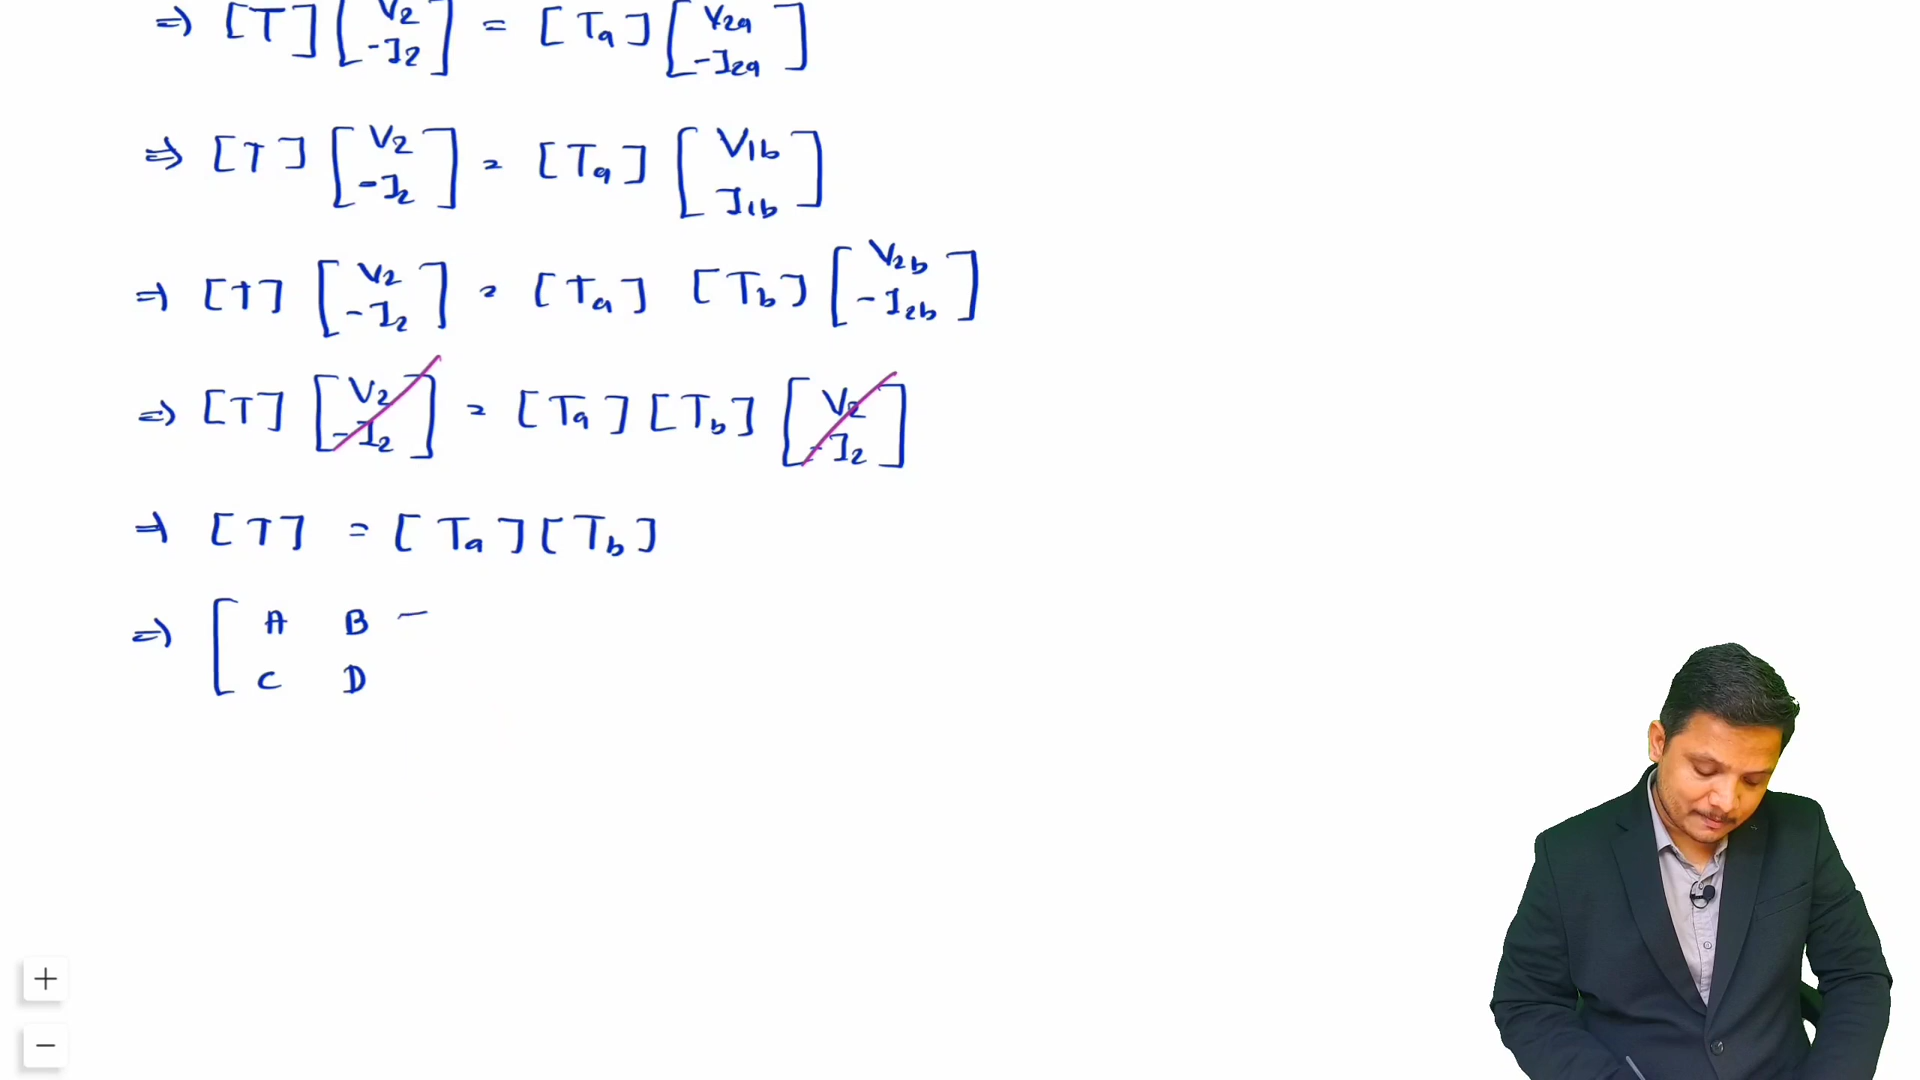 ⇒ [T] [V2 -I2] = [Ta] [V2a -I2a]
⇒ [T] [V2 -I2] = [Ta] [V1b I1b]
⇒ [T] [V2 -I2] = [Ta] [Tb] [V2b -I2b]
⇒ [T] [V2 -I2] = [Ta] [Tb] [V2 -I2]
⇒ [T] = [Ta] [Tb]
⇒ [ A B
C D
+
−